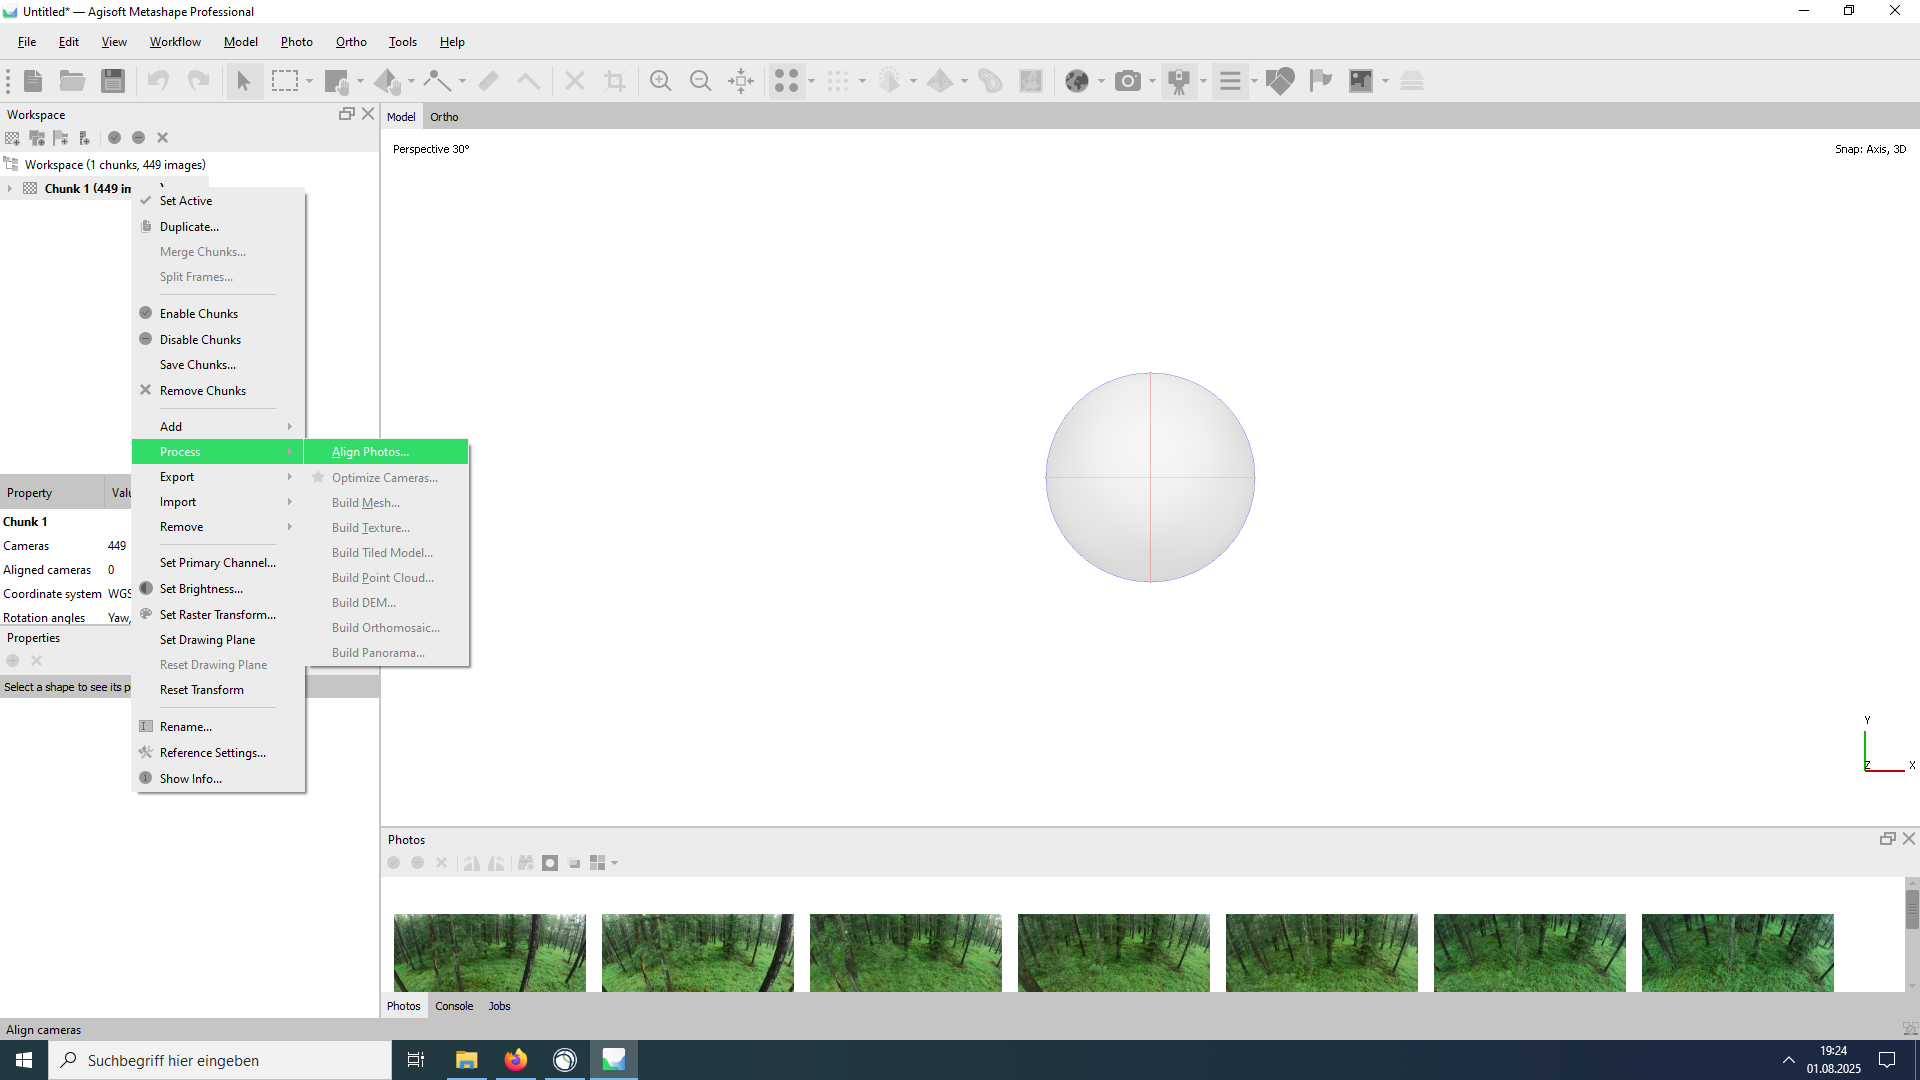 Untitled* — Agisoft Metashape Professional
File Edit View Workflow Model Photo Ortho Tools Help
Workspace
Model Ortho
Perspective 30°
Snap: Axis, 3D
Workspace (1 chunks, 449 images)
Chunk 1 (449 im
Set Active
Duplicate...
Merge Chunks...
Split Frames...
Enable Chunks
Disable Chunks
Save Chunks...
Remove Chunks
Add
Process
Export
Import
Remove
Set Primary Channel...
Set Brightness...
Set Raster Transform...
Set Drawing Plane
Reset Drawing Plane
Reset Transform
Rename...
Reference Settings...
Show Info...
Align Photos...
Optimize Cameras...
Build Mesh...
Build Texture...
Build Tiled Model...
Build Point Cloud...
Build DEM...
Build Orthomosaic...
Build Panorama...
Property Valu
Chunk 1
Cameras 449
Aligned cameras 0
Coordinate system WGS
Rotation angles Yaw,
Properties
Select a shape to see its p
Y
Z X
Photos
Photos Console Jobs
Align cameras
Suchbegriff hier eingeben
19:24
01.08.2025